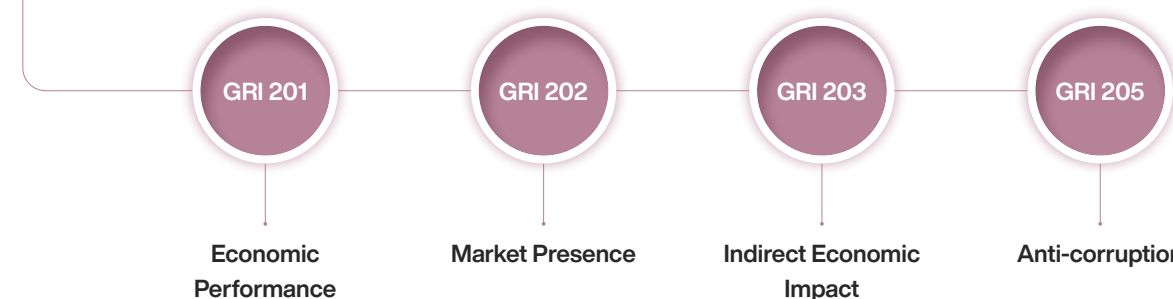 GRI 201
GRI 202
GRI 203
GRI 205
Economic
Performance
Market Presence
Indirect Economic
Impact
Anti-corruption